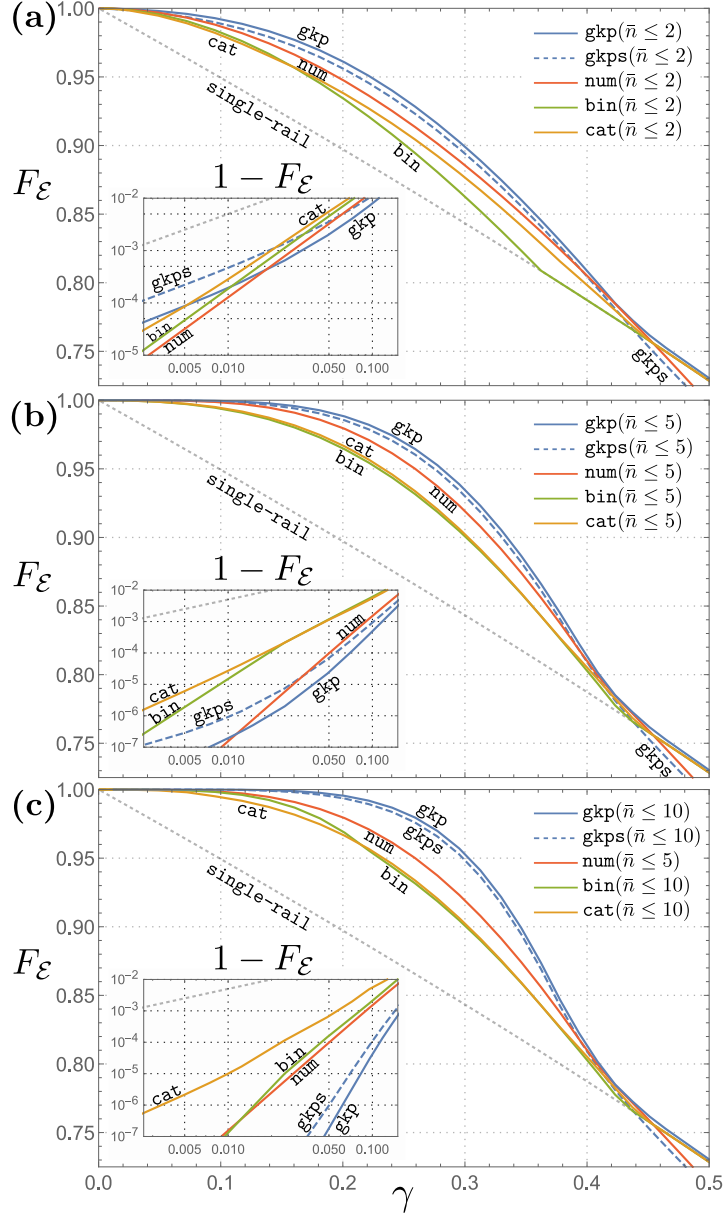 (a)
1.00
0.95
0.90
0.85
0.80
0.75
F_ℰ
gkp
cat
num
single-rail
bin
gkp(n̄ ≤ 2)
gkps(n̄ ≤ 2)
num(n̄ ≤ 2)
bin(n̄ ≤ 2)
cat(n̄ ≤ 2)
1 − F_ℰ
10⁻²
10⁻³
10⁻⁴
10⁻⁵
cat
gkp
gkps
bin
num
0.005 0.010 0.050 0.100
gkps
(b)
1.00
0.95
0.90
0.85
0.80
0.75
F_ℰ
gkp
cat
bin
num
single-rail
gkp(n̄ ≤ 5)
gkps(n̄ ≤ 5)
num(n̄ ≤ 5)
bin(n̄ ≤ 5)
cat(n̄ ≤ 5)
1 − F_ℰ
10⁻²
10⁻³
10⁻⁴
10⁻⁵
10⁻⁶
10⁻⁷
num
cat
bin
gkps
gkp
0.005 0.010 0.050 0.100
gkps
(c)
1.00
0.95
0.90
0.85
0.80
0.75
F_ℰ
gkp
gkps
cat
num
bin
single-rail
gkp(n̄ ≤ 10)
gkps(n̄ ≤ 10)
num(n̄ ≤ 5)
bin(n̄ ≤ 10)
cat(n̄ ≤ 10)
1 − F_ℰ
10⁻²
10⁻³
10⁻⁴
10⁻⁵
10⁻⁶
10⁻⁷
bin
num
cat
gkps
gkp
0.005 0.010 0.050 0.100
0.0 0.1 0.2 0.3 0.4 0.5
γ